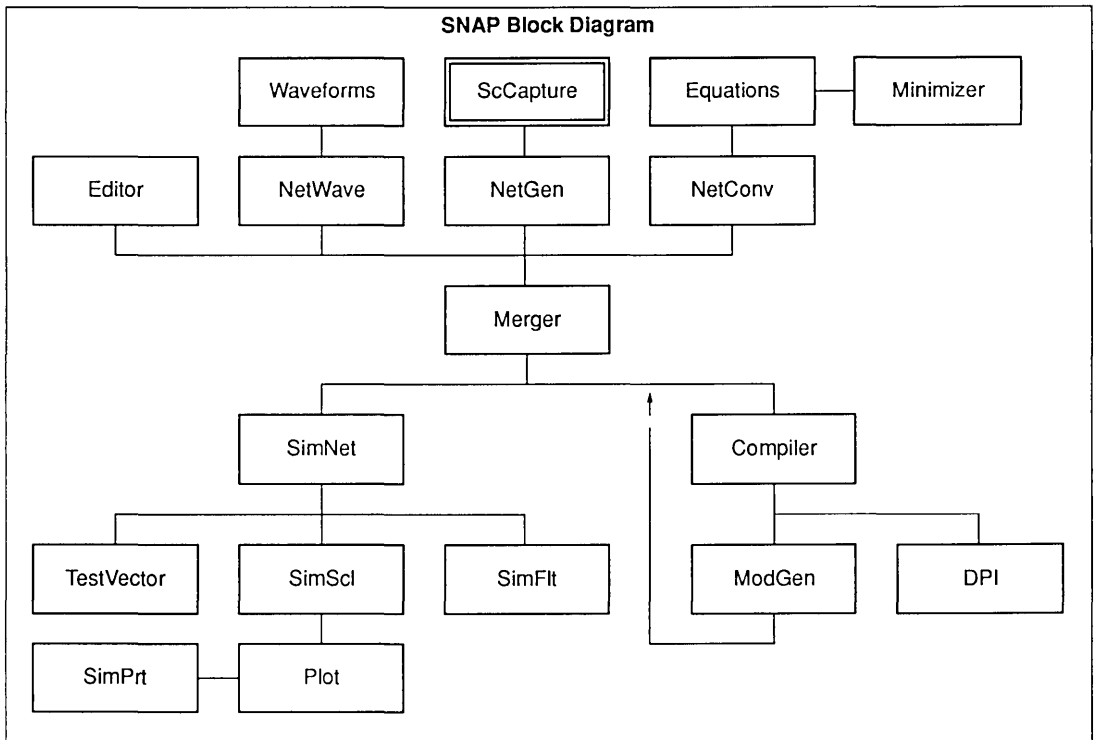 SNAP Block Diagram
Waveforms
ScCapture
Equations
Minimizer
Editor
NetWave
NetGen
NetConv
Merger
SimNet
Compiler
TestVector
SimScl
SimFlt
ModGen
DPI
SimPrt
Plot